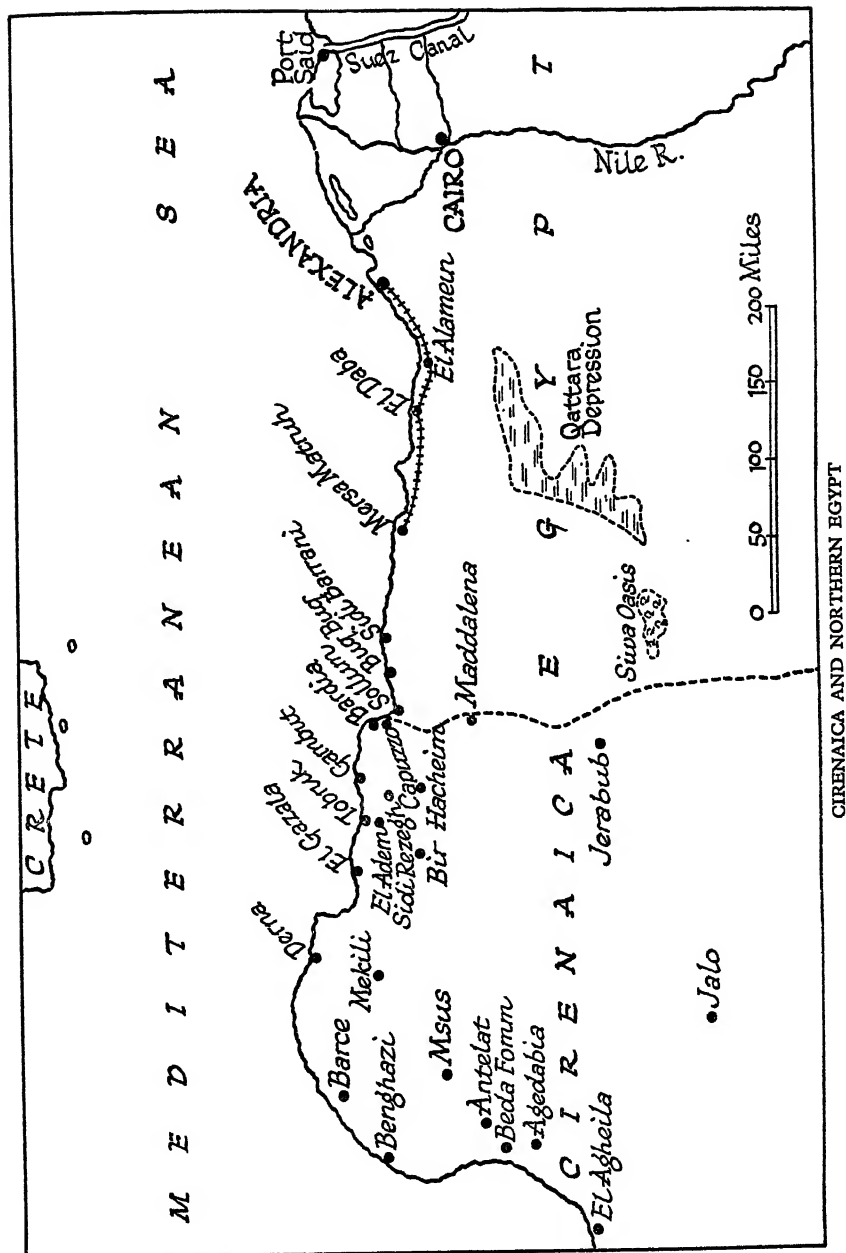 MEDITERRANEAN SEA
CRETE
Derna
El Gazala
Tobruk
Gambut
Bardia
Sollum
Buq Buq
Sidi Barrani
Mersa Matruh
El Daba
El Alamein
ALEXANDRIA
Port
Said
Suez Canal
CAIRO
Nile R.
Barce
Benghazi
Mekili
Msus
Antelat
Beda Fomm
Agedabia
El Agheila
El Adem
Sidi Rezegh
Capuzzo
Bir Hacheim
Maddalena
Jerabub
Jalo
Siwa Oasis
Qattara
Depression
CIRENAICA
EGYPT
0 50 100 150 200 Miles
CIRENAICA AND NORTHERN EGYPT